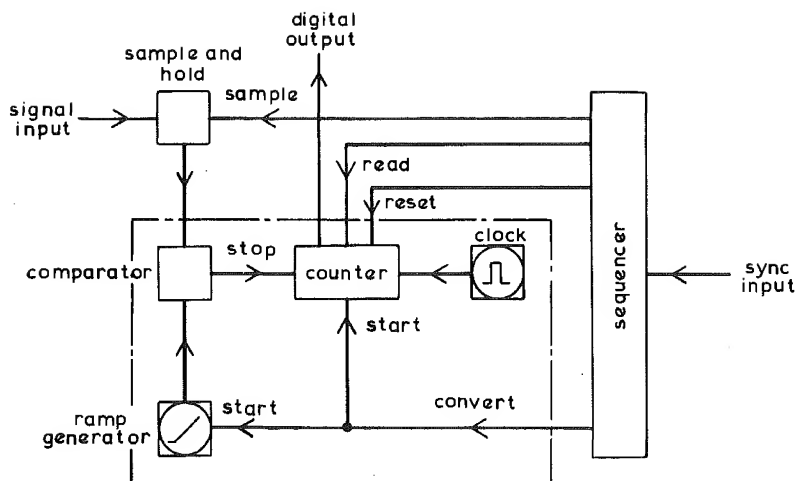 digital
output
sample and
hold
signal
input
sample
read
reset
clock
comparator
stop
counter
sequencer
sync
input
start
ramp
generator
start
convert